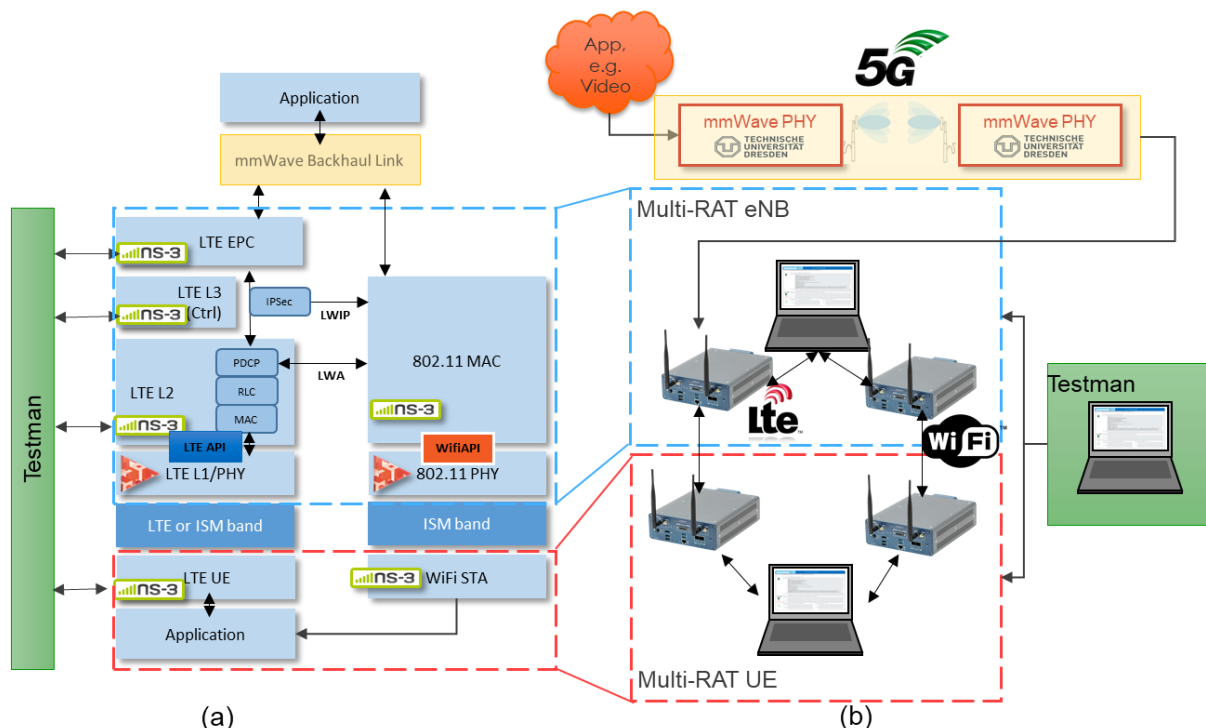 Application
mmWave Backhaul Link
Testman
LTE EPC
ns-3
LTE L3
(Ctrl)
ns-3
IPSec
LWIP
PDCP
RLC
MAC
LWA
LTE L2
ns-3
LTE API
LTE L1/PHY
802.11 MAC
ns-3
WifiAPI
802.11 PHY
LTE or ISM band
ISM band
LTE UE
ns-3
Application
ns-3
WiFi STA
(a)
App,
e.g.
Video
5G
mmWave PHY
TECHNISCHE
UNIVERSITÄT
DRESDEN
mmWave PHY
TECHNISCHE
UNIVERSITÄT
DRESDEN
Multi-RAT eNB
Lte
WiFi
Testman
Multi-RAT UE
(b)